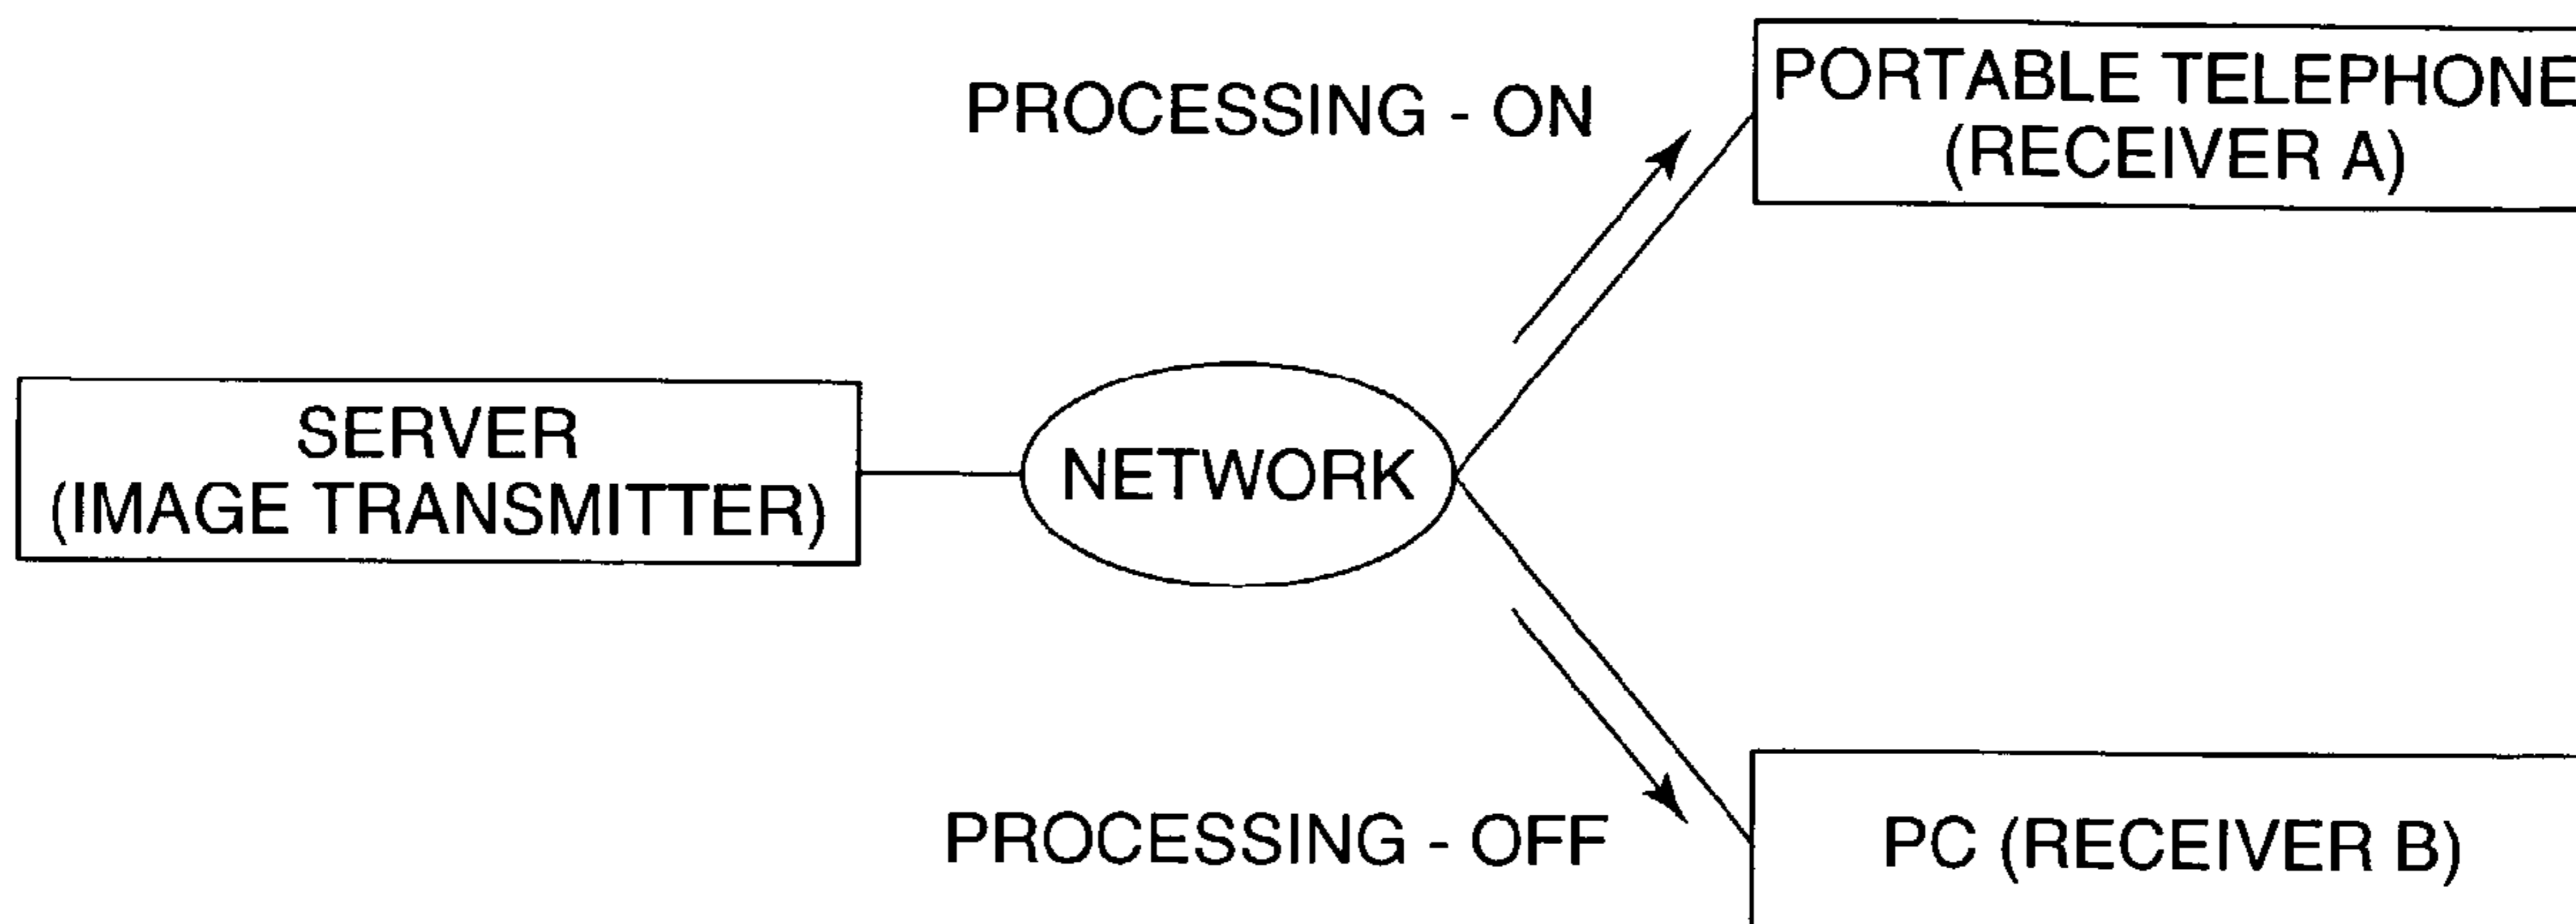 PROCESSING - ON
PORTABLE TELEPHONE
(RECEIVER A)
SERVER
(IMAGE TRANSMITTER)
NETWORK
PROCESSING - OFF
PC (RECEIVER B)